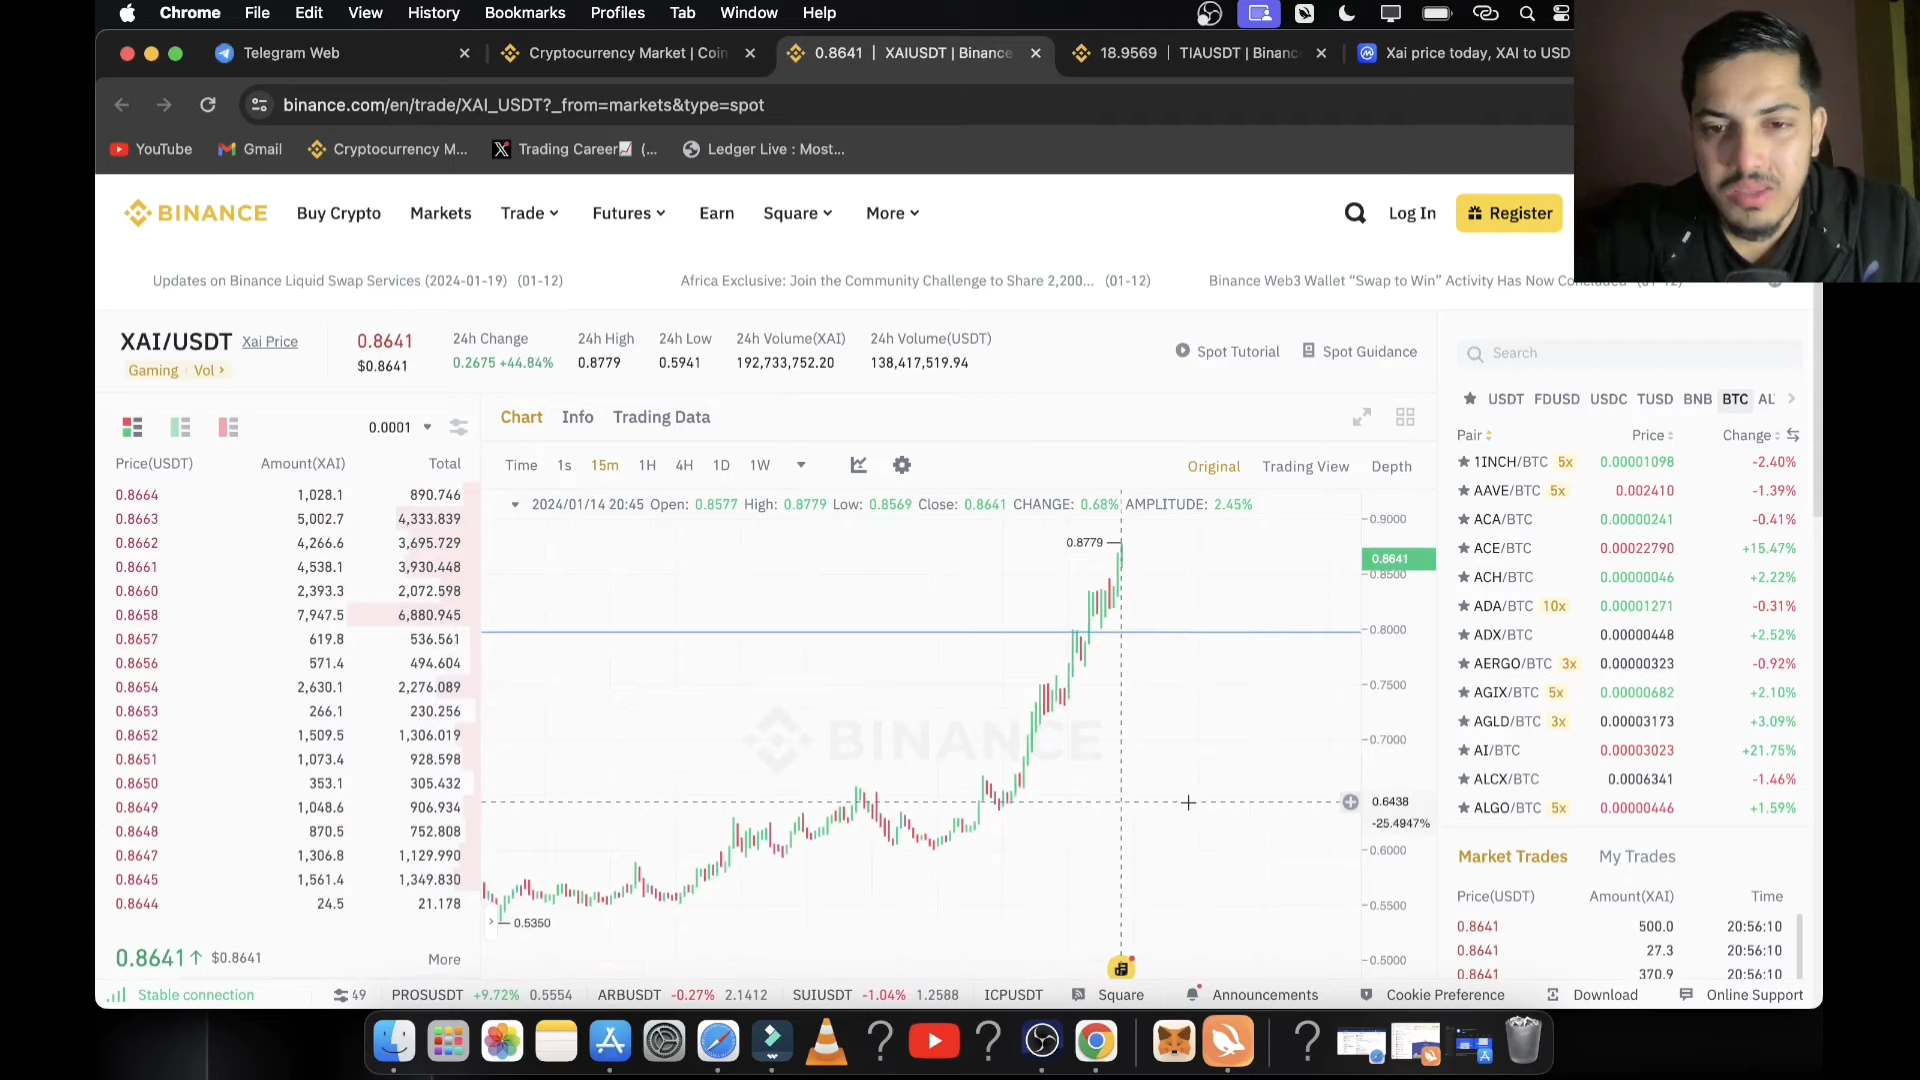 Chrome File Edit View History Bookmarks Profiles Tab Window Help
Telegram Web
Cryptocurrency Market | Coin
0.8641 | XAIUSDT | Binance
18.9569 | TIAUSDT | Binanc
Xai price today, XAI to USD
binance.com/en/trade/XAI_USDT?_from=markets&type=spot
YouTube Gmail Cryptocurrency M... Trading Career (... Ledger Live : Most...
BINANCE Buy Crypto Markets Trade Futures Earn Square More Log In Register
Updates on Binance Liquid Swap Services (2024-01-19) (01-12)
Africa Exclusive: Join the Community Challenge to Share 2,200... (01-12)
Binance Web3 Wallet “Swap to Win” Activity Has Now Concluded (01-12)
XAI/USDT Xai Price
Gaming Vol
0.8641
$0.8641
24h Change
0.2675 +44.84%
24h High
0.8779
24h Low
0.5941
24h Volume(XAI)
192,733,752.20
24h Volume(USDT)
138,417,519.94
Spot Tutorial Spot Guidance
0.0001
Price(USDT) Amount(XAI) Total
0.8664 1,028.1 890.746
0.8663 5,002.7 4,333.839
0.8662 4,266.6 3,695.729
0.8661 4,538.1 3,930.448
0.8660 2,393.3 2,072.598
0.8658 7,947.5 6,880.945
0.8657 619.8 536.561
0.8656 571.4 494.604
0.8654 2,630.1 2,276.089
0.8653 266.1 230.256
0.8652 1,509.5 1,306.019
0.8651 1,073.4 928.598
0.8650 353.1 305.432
0.8649 1,048.6 906.934
0.8648 870.5 752.808
0.8647 1,306.8 1,129.990
0.8645 1,561.4 1,349.830
0.8644 24.5 21.178
0.8641 $0.8641 More
Chart Info Trading Data
Time 1s 15m 1H 4H 1D 1W
Original Trading View Depth
2024/01/14 20:45 Open: 0.8577 High: 0.8779 Low: 0.8569 Close: 0.8641 CHANGE: 0.68% AMPLITUDE: 2.45%
0.9000
0.8779
0.8641
0.8500
0.8000
0.7500
0.7000
0.6438
-25.4947%
0.6000
0.5500
0.5350
0.5000
BINANCE
Search
USDT FDUSD USDC TUSD BNB BTC AL
Pair Price Change
1INCH/BTC 5x 0.00001098 -2.40%
AAVE/BTC 5x 0.002410 -1.39%
ACA/BTC 0.00000241 -0.41%
ACE/BTC 0.00022790 +15.47%
ACH/BTC 0.00000046 +2.22%
ADA/BTC 10x 0.00001271 -0.31%
ADX/BTC 0.00000448 +2.52%
AERGO/BTC 3x 0.00000323 -0.92%
AGIX/BTC 5x 0.00000682 +2.10%
AGLD/BTC 3x 0.00003173 +3.09%
AI/BTC 0.00003023 +21.75%
ALCX/BTC 0.0006341 -1.46%
ALGO/BTC 5x 0.00000446 +1.59%
Market Trades My Trades
Price(USDT) Amount(XAI) Time
0.8641 500.0 20:56:10
0.8641 27.3 20:56:10
0.8641 370.9 20:56:10
Stable connection 49 PROSUSDT +9.72% 0.5554 ARBUSDT -0.27% 2.1412 SUIUSDT -1.04% 1.2588 ICPUSDT Square Announcements Cookie Preference Download Online Support